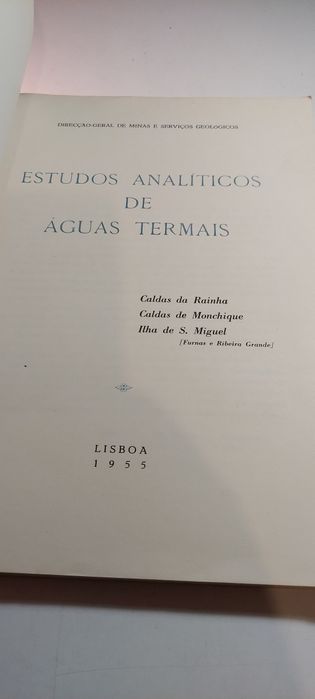 DIRECÇÃO-GERAL DE MINAS E SERVIÇOS GEOLÓGICOS
ESTUDOS ANALÍTICOS
DE
ÁGUAS TERMAIS
Caldas da Rainha
Caldas de Monchique
Ilha de S. Miguel
[Furnas e Ribeira Grande]
LISBOA
1955